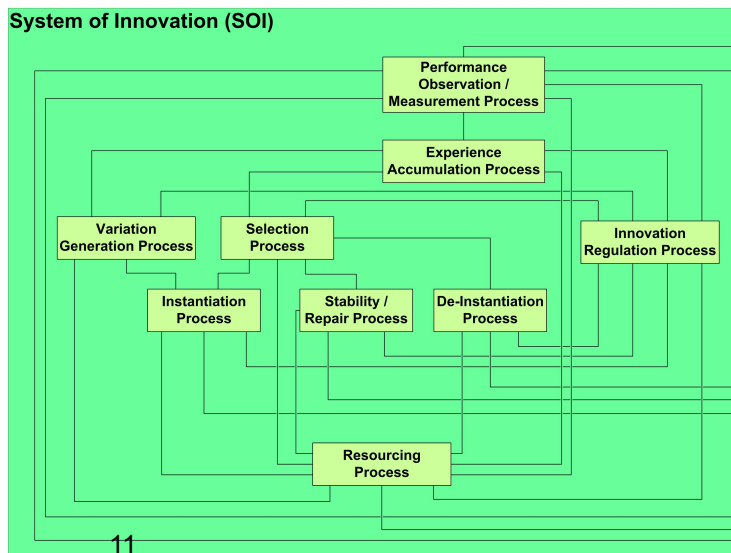 System of Innovation (SOI)
Performance
Observation /
Measurement Process
Experience
Accumulation Process
Variation
Generation Process
Selection
Process
Innovation
Regulation Process
Instantiation
Process
Stability /
Repair Process
De-Instantiation
Process
Resourcing
Process
11